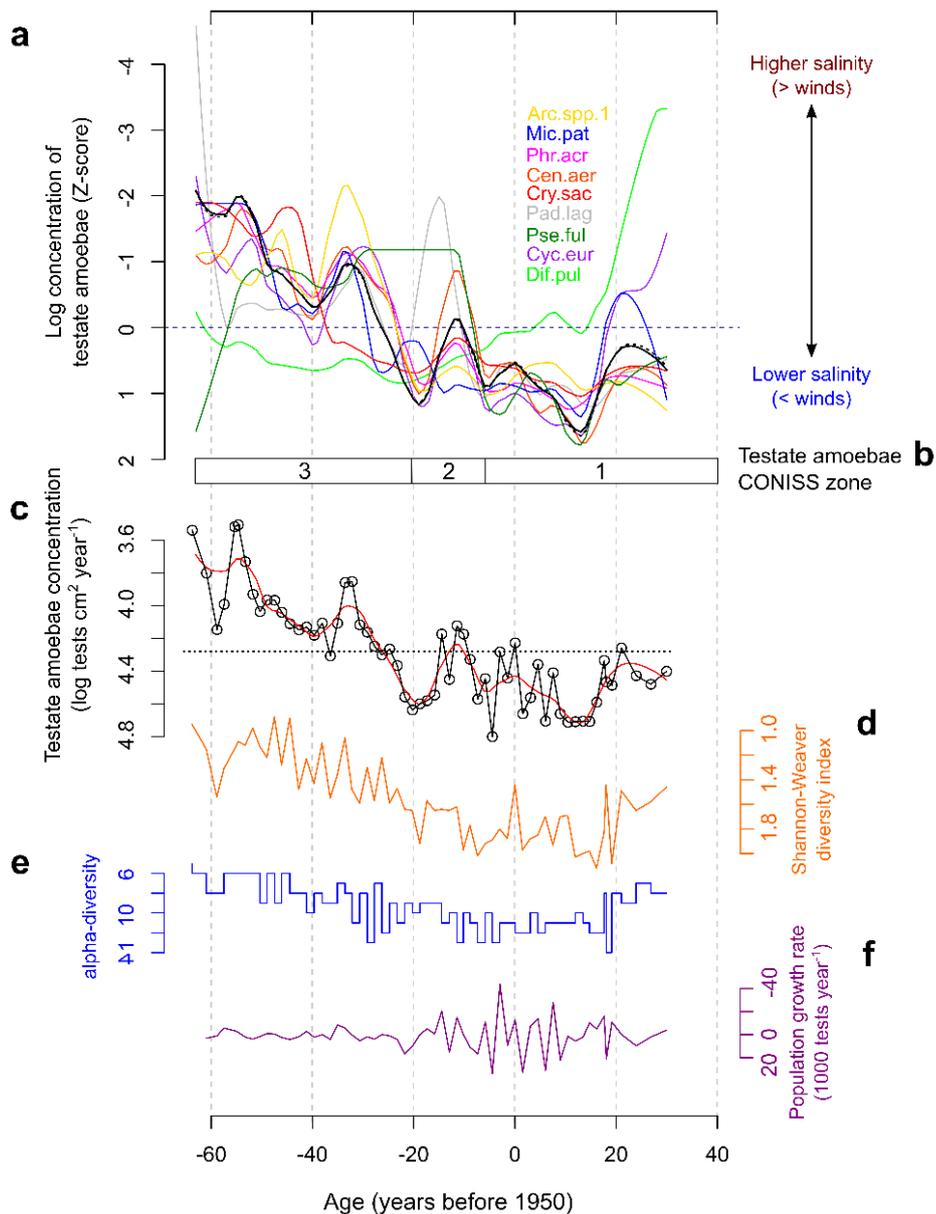 a
Log concentration of
testate amoebae (Z-score)
-4
-3
-2
-1
0
1
2
Arc.spp.1
Mic.pat
Phr.acr
Cen.aer
Cry.sac
Pad.lag
Pse.ful
Cyc.eur
Dif.pul
Higher salinity
(> winds)
Lower salinity
(< winds)
3
2
1
Testate amoebae
CONISS zone
b
c
Testate amoebae concentration
(log tests cm² year⁻¹)
3.6
4.0
4.4
4.8
d
1.0
1.4
1.8
Shannon-Weaver
diversity index
e
alpha-diversity
6
10
14
f
-40
0
20
Population growth rate
(1000 tests year⁻¹)
-60
-40
-20
0
20
40
Age (years before 1950)